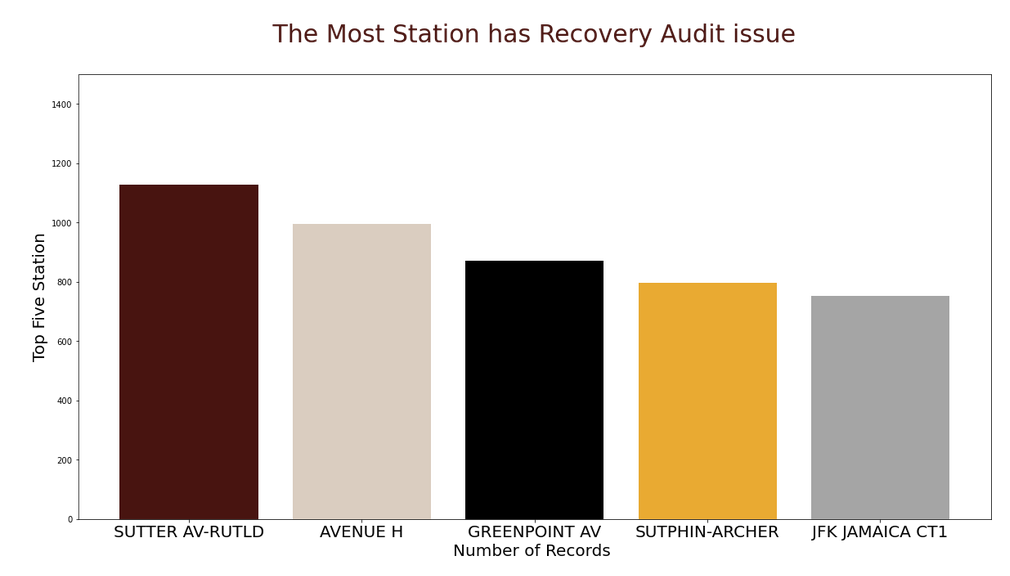 The Most Station has Recovery Audit issue
Top Five Station
1400
1200
1000
800
600
400
200
0
SUTTER AV-RUTLD AVENUE H GREENPOINT AV SUTPHIN-ARCHER JFK JAMAICA CT1
Number of Records